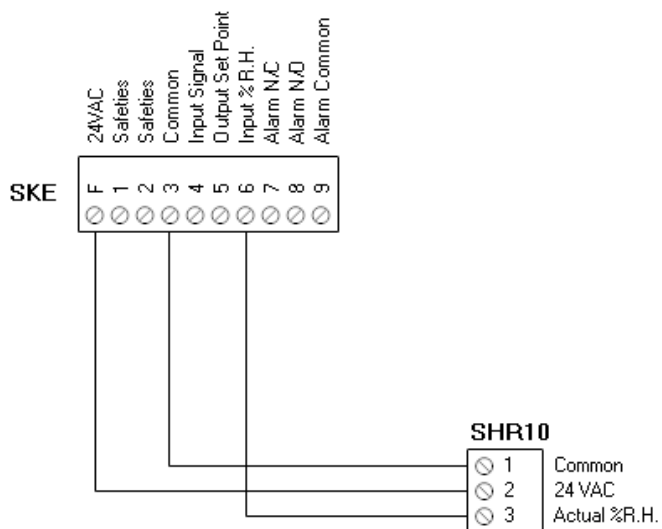 24VAC
Safeties
Safeties
Common
Input Signal
Output Set Point
Input % R.H.
Alarm N/C
Alarm N/O
Alarm Common
SKE
F 1 2 3 4 5 6 7 8 9
SHR10
1 Common
2 24 VAC
3 Actual %R.H.